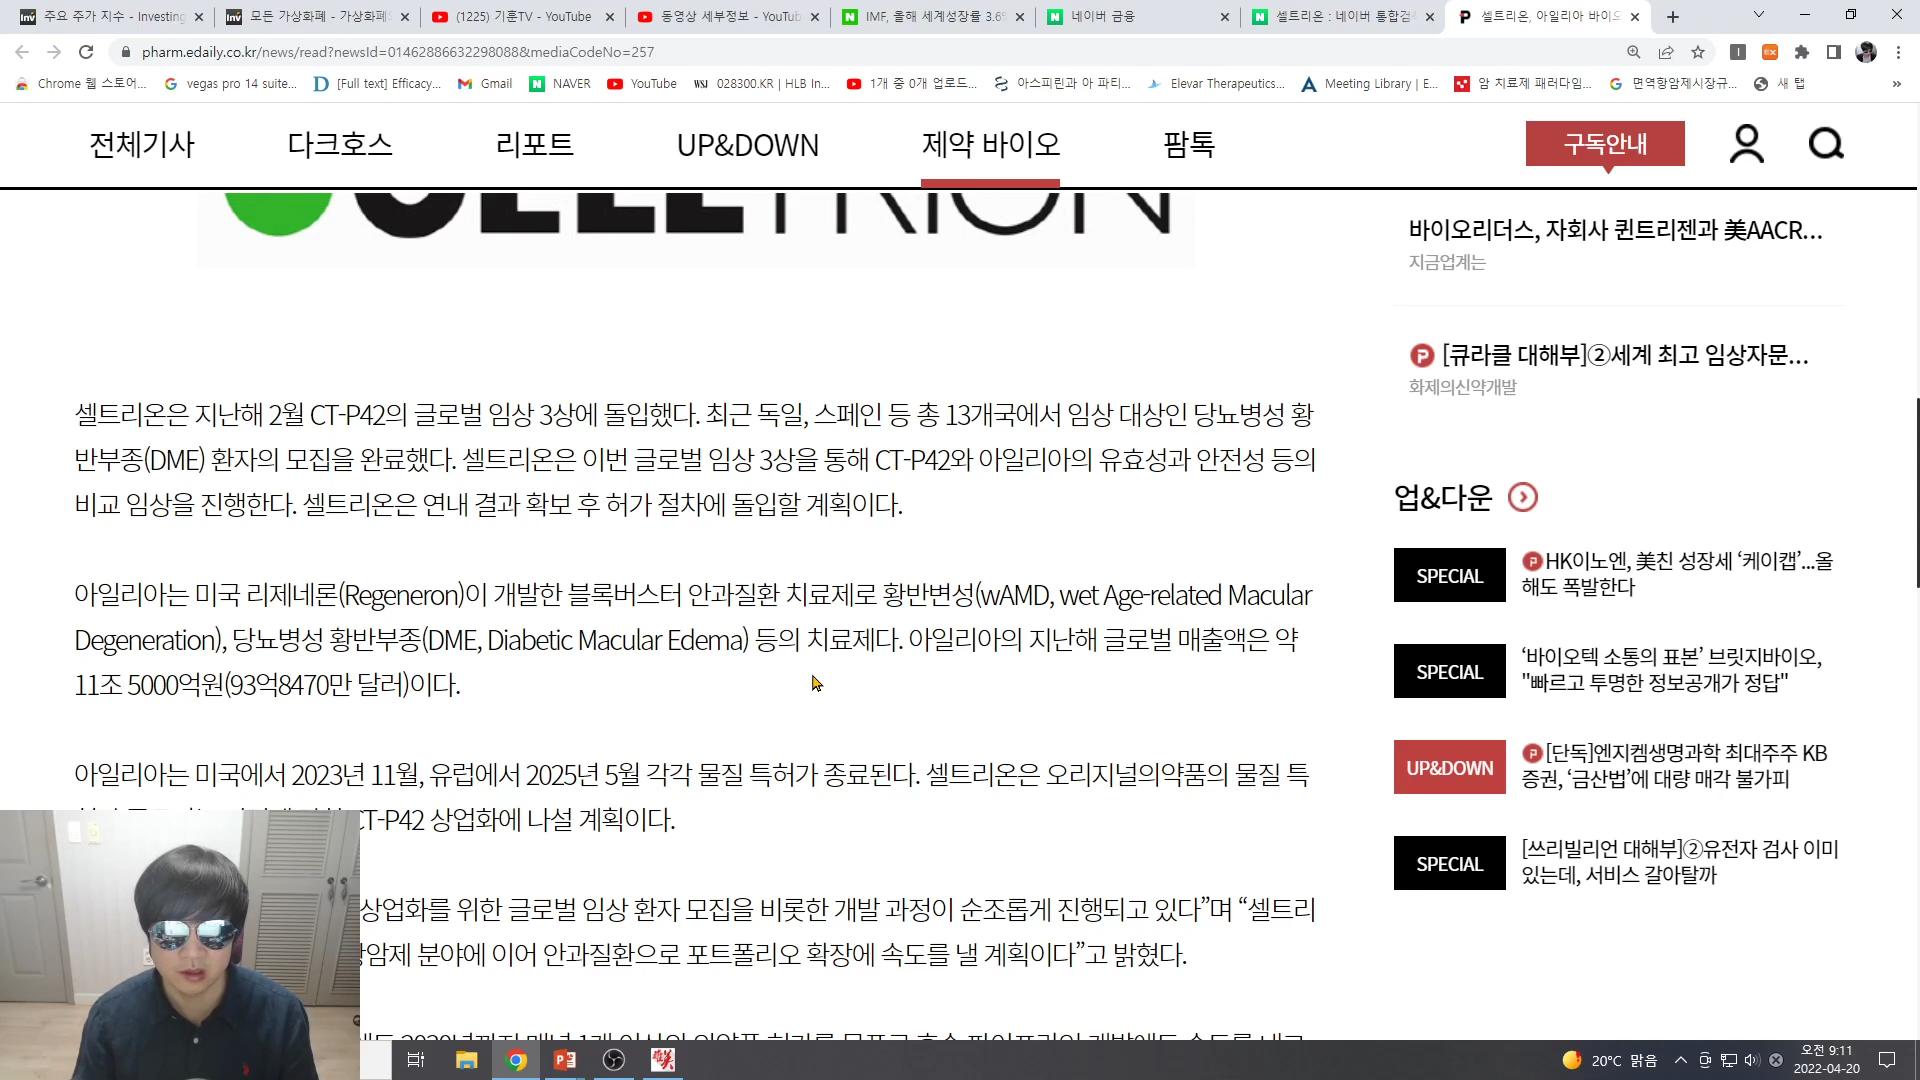 주요 주가 지수 - Investing
모든 가상화폐 - 가상화폐
(1225) 기훈TV - YouTube
동영상 세부정보 - YouTub
IMF, 올해 세계성장률 3.6%
네이버 금융
셀트리온 : 네이버 통합검
셀트리온, 아일리아 바이오
pharm.edaily.co.kr/news/read?newsId=01462886632298088&mediaCodeNo=257
Chrome 웹 스토어...
vegas pro 14 suite...
[Full text] Efficacy...
Gmail
NAVER
YouTube
WSJ 028300.KR | HLB In...
1개 중 0개 업로드...
아스피린과 아 파티...
Elevar Therapeutics...
Meeting Library | E...
암 치료제 패러다임...
면역항암제시장규...
새 탭
전체기사
다크호스
리포트
UP&DOWN
제약 바이오
팜톡
구독안내
CELLTRION
셀트리온은 지난해 2월 CT-P42의 글로벌 임상 3상에 돌입했다. 최근 독일, 스페인 등 총 13개국에서 임상 대상인 당뇨병성 황
반부종(DME) 환자의 모집을 완료했다. 셀트리온은 이번 글로벌 임상 3상을 통해 CT-P42와 아일리아의 유효성과 안전성 등의
비교 임상을 진행한다. 셀트리온은 연내 결과 확보 후 허가 절차에 돌입할 계획이다.
아일리아는 미국 리제네론(Regeneron)이 개발한 블록버스터 안과질환 치료제로 황반변성(wAMD, wet Age-related Macular
Degeneration), 당뇨병성 황반부종(DME, Diabetic Macular Edema) 등의 치료제다. 아일리아의 지난해 글로벌 매출액은 약
11조 5000억원(93억8470만 달러)이다.
아일리아는 미국에서 2023년 11월, 유럽에서 2025년 5월 각각 물질 특허가 종료된다. 셀트리온은 오리지널의약품의 물질 특
CT-P42 상업화에 나설 계획이다.
상업화를 위한 글로벌 임상 환자 모집을 비롯한 개발 과정이 순조롭게 진행되고 있다”며 “셀트리
항암제 분야에 이어 안과질환으로 포트폴리오 확장에 속도를 낼 계획이다”고 밝혔다.
바이오리더스, 자회사 퀸트리젠과 美AACR...
지금업계는
[큐라클 대해부]②세계 최고 임상자문...
화제의신약개발
업&다운
SPECIAL
HK이노엔, 美친 성장세 ‘케이캡’...올
해도 폭발한다
SPECIAL
‘바이오텍 소통의 표본’ 브릿지바이오,
"빠르고 투명한 정보공개가 정답"
UP&DOWN
[단독]엔지켐생명과학 최대주주 KB
증권, ‘금산법’에 대량 매각 불가피
SPECIAL
[쓰리빌리언 대해부]②유전자 검사 이미
있는데, 서비스 갈아탈까
20°C 맑음
오전 9:11
2022-04-20